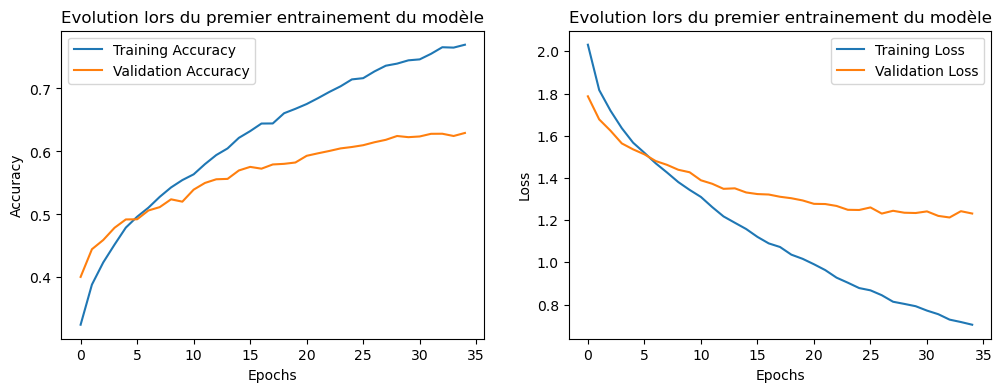 Evolution lors du premier entrainement du modèle
Training Accuracy
Validation Accuracy
0.7
0.6
0.5
0.4
Accuracy
0 5 10 15 20 25 30 35
Epochs
Evolution lors du premier entrainement du modèle
Training Loss
Validation Loss
2.0
1.8
1.6
1.4
1.2
1.0
0.8
Loss
0 5 10 15 20 25 30 35
Epochs